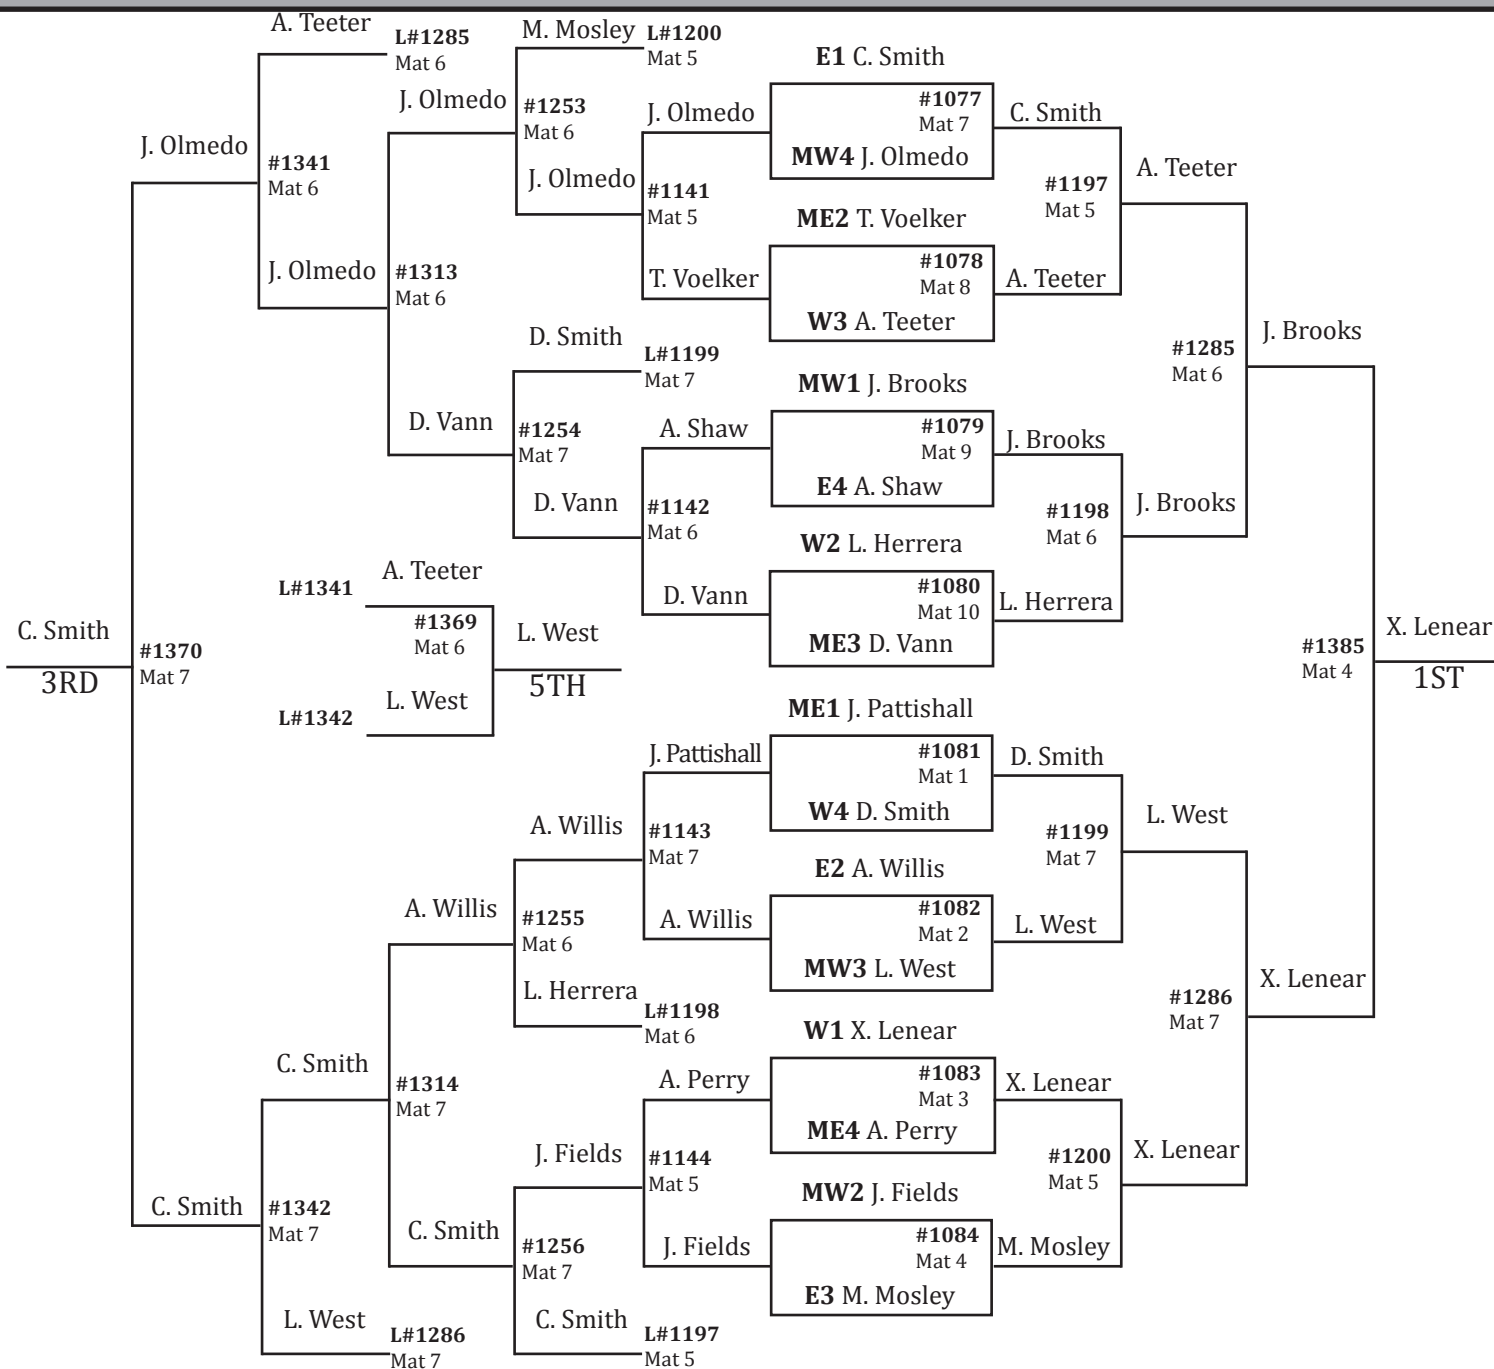 A. Teeter
L#1285
Mat 6
M. Mosley
L#1200
Mat 5
E1 C. Smith
J. Olmedo
#1253
Mat 6
J. Olmedo
#1077
Mat 7
C. Smith
J. Olmedo
#1341
Mat 6
MW4 J. Olmedo
A. Teeter
J. Olmedo
#1141
Mat 5
#1197
Mat 5
ME2 T. Voelker
J. Olmedo
#1313
Mat 6
T. Voelker
#1078
Mat 8
A. Teeter
W3 A. Teeter
D. Smith
L#1199
Mat 7
J. Brooks
#1285
Mat 6
MW1 J. Brooks
D. Vann
#1254
Mat 7
A. Shaw
#1079
Mat 9
J. Brooks
E4 A. Shaw
D. Vann
#1142
Mat 6
J. Brooks
#1198
Mat 6
W2 L. Herrera
A. Teeter
L#1341
D. Vann
#1080
Mat 10
L. Herrera
C. Smith
#1369
Mat 6
L. West
ME3 D. Vann
X. Lenear
#1370
Mat 7
#1385
Mat 4
3RD
5TH
1ST
L. West
L#1342
ME1 J. Pattishall
J. Pattishall
#1081
Mat 1
D. Smith
W4 D. Smith
A. Willis
#1143
Mat 7
L. West
#1199
Mat 7
E2 A. Willis
A. Willis
#1255
Mat 6
A. Willis
#1082
Mat 2
L. West
MW3 L. West
L. Herrera
L#1198
Mat 6
X. Lenear
#1286
Mat 7
W1 X. Lenear
C. Smith
#1314
Mat 7
A. Perry
#1083
Mat 3
X. Lenear
ME4 A. Perry
J. Fields
#1144
Mat 5
X. Lenear
#1200
Mat 5
MW2 J. Fields
C. Smith
#1342
Mat 7
C. Smith
#1256
Mat 7
J. Fields
#1084
Mat 4
M. Mosley
E3 M. Mosley
L. West
L#1286
Mat 7
C. Smith
L#1197
Mat 5